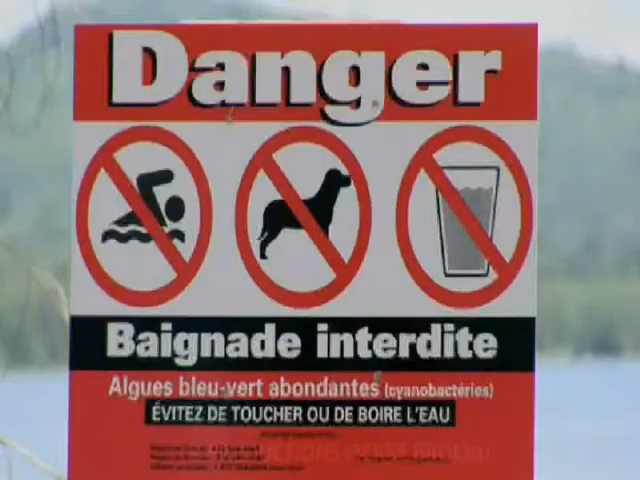 Danger
Baignade interdite
Algues bleu-vert abondantes (cyanobactéries)
ÉVITEZ DE TOUCHER OU DE BOIRE L'EAU